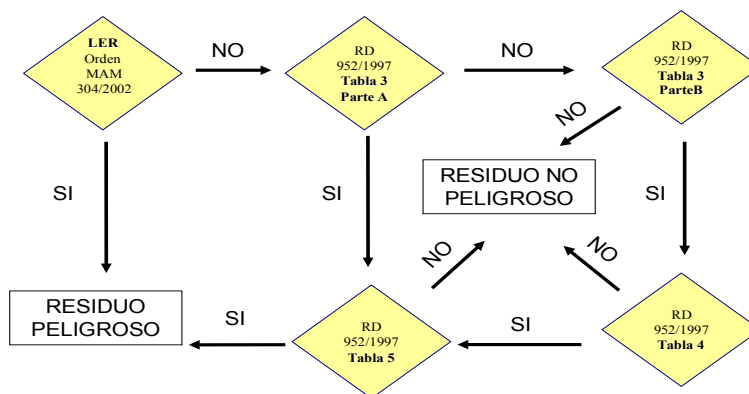 LER
Orden
MAM
304/2002
NO
RD
952/1997
Tabla 3
Parte A
NO
RD
952/1997
Tabla 3
ParteB
NO
SI
SI
RESIDUO NO
PELIGROSO
SI
NO
NO
RESIDUO
PELIGROSO
SI
RD
952/1997
Tabla 5
SI
RD
952/1997
Tabla 4